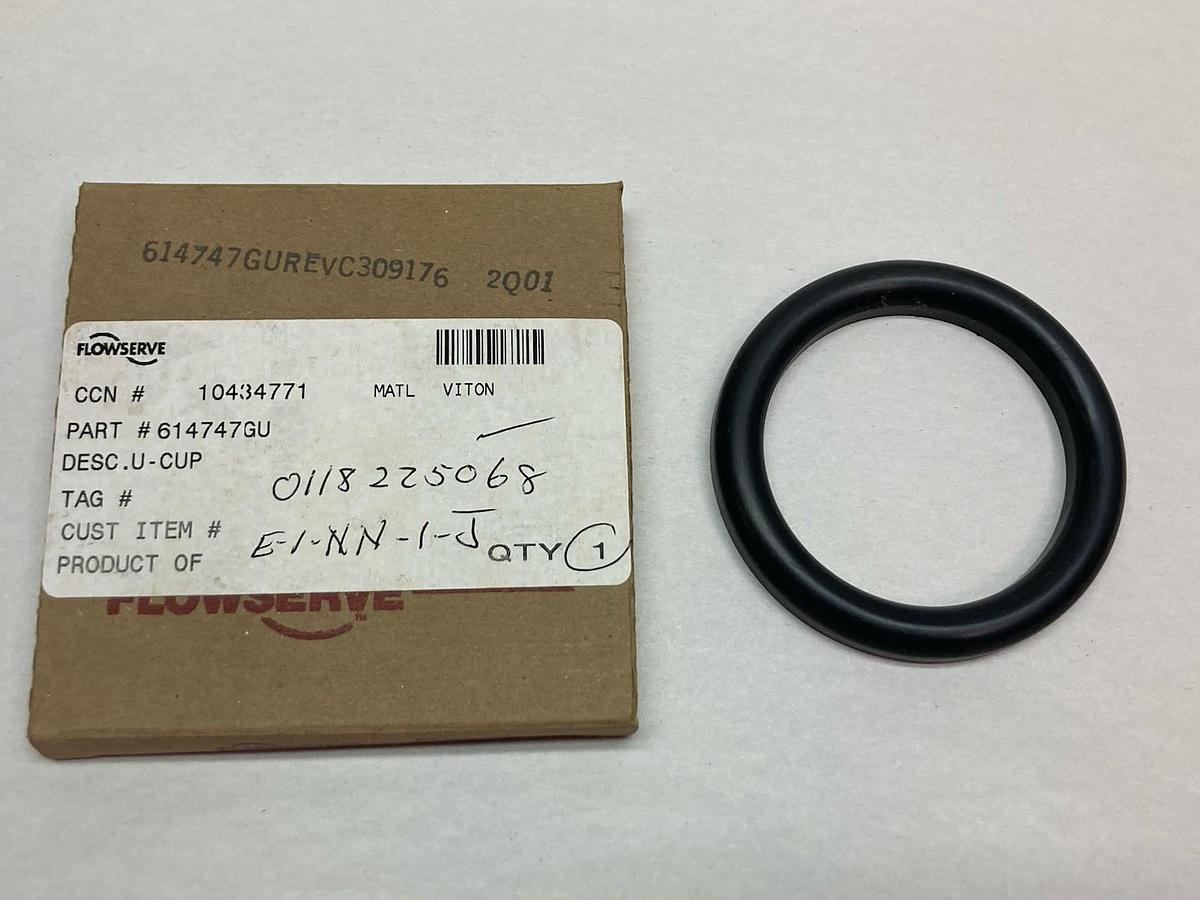 614747GUREVC309176 2Q01
FLOWSERVE
CCN # 10434771 MATL VITON
PART # 614747GU
DESC.U-CUP
TAG # 0118225068
CUST ITEM # E-1-NN-1-J
PRODUCT OF QTY 1
FLOWSERVE™